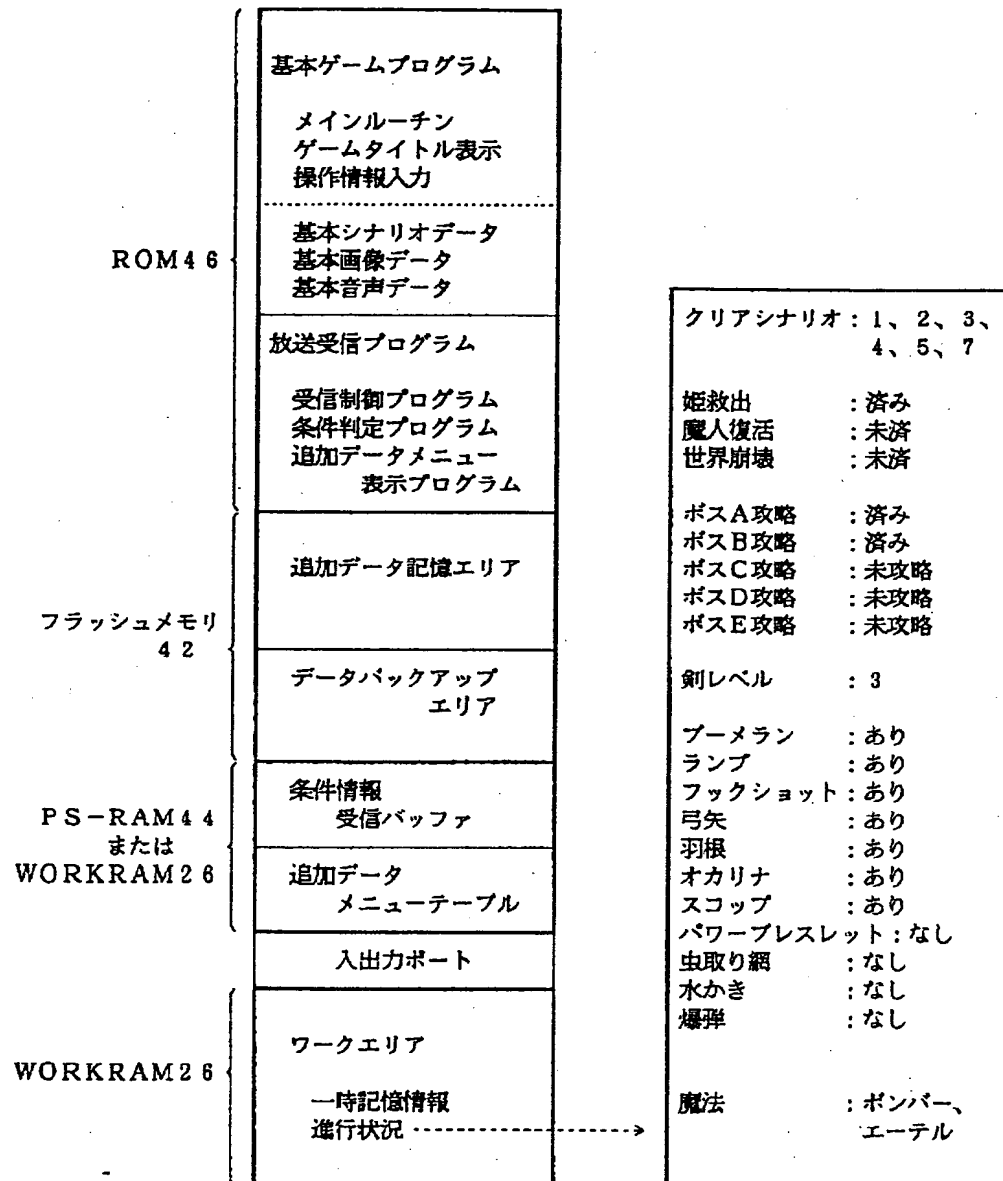 基本ゲームプログラム
メインルーチン
ゲームタイトル表示
操作情報入力
基本シナリオデータ
基本画像データ
基本音声データ
ROM46
放送受信プログラム
受信制御プログラム
条件判定プログラム
追加データメニュー
表示プログラム
追加データ記憶エリア
フラッシュメモリ
42
データバックアップ
エリア
条件情報
受信バッファ
PS-RAM44
または
WORKRAM26
追加データ
メニューテーブル
入出力ポート
ワークエリア
WORKRAM26
一時記憶情報
進行状況
クリアシナリオ:1、2、3、
4、5、7
姫救出 :済み
魔人復活 :未済
世界崩壊 :未済
ボスA攻略 :済み
ボスB攻略 :済み
ボスC攻略 :未攻略
ボスD攻略 :未攻略
ボスE攻略 :未攻略
剣レベル :3
ブーメラン :あり
ランプ :あり
フックショット:あり
弓矢 :あり
羽根 :あり
オカリナ :あり
スコップ :あり
パワーブレスレット:なし
虫取り網 :なし
水かき :なし
爆弾 :なし
魔法 :ボンバー、
エーテル